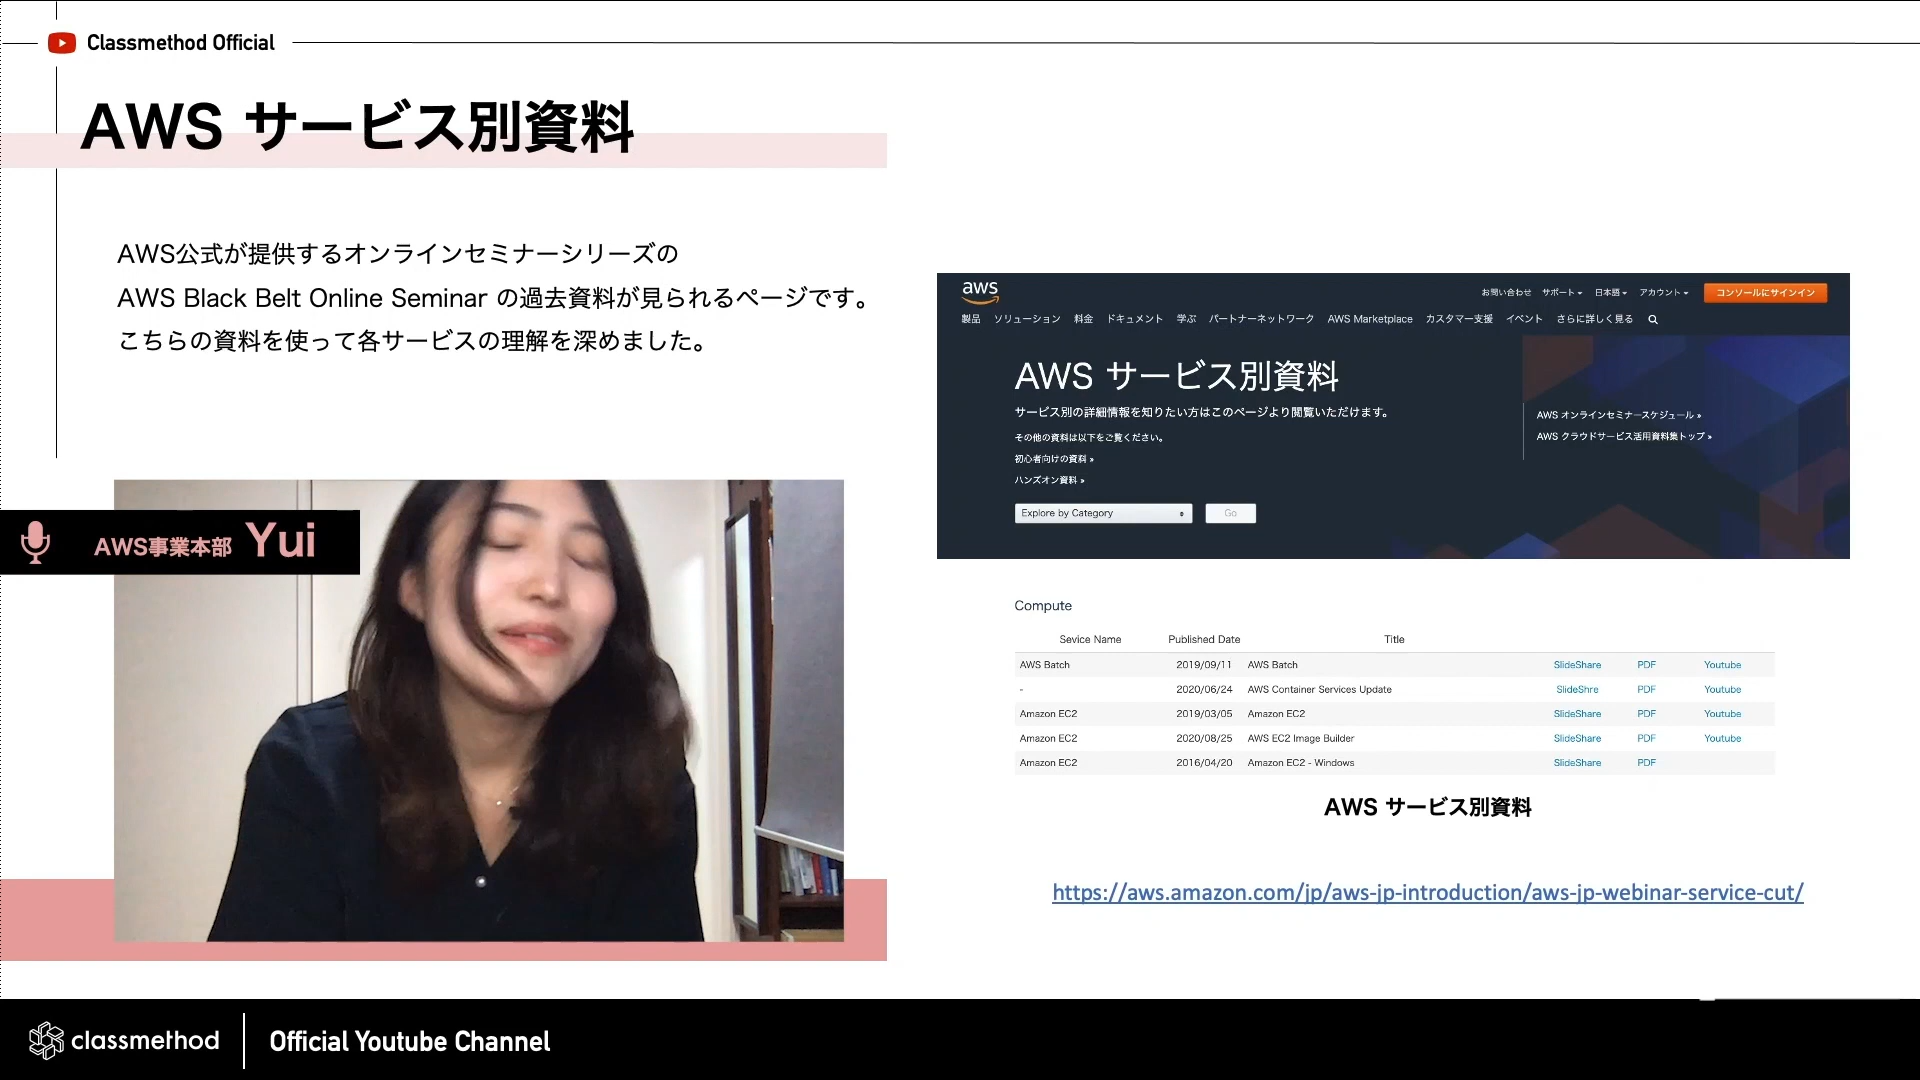 Classmethod Official
AWS サービス別資料
AWS公式が提供するオンラインセミナーシリーズの
AWS Black Belt Online Seminar の過去資料が見られるページです。
こちらの資料を使って各サービスの理解を深めました。
AWS事業本部 Yui
aws
お問い合わせ サポート 日本語 アカウント コンソールにサインイン
製品 ソリューション 料金 ドキュメント 学ぶ パートナーネットワーク AWS Marketplace カスタマー支援 イベント さらに詳しく見る
AWS サービス別資料
サービス別の詳細情報を知りたい方はこのページより閲覧いただけます。
その他の資料は以下をご覧ください。
初心者向けの資料 »
ハンズオン資料 »
AWS オンラインセミナースケジュール »
AWS クラウドサービス活用資料集トップ »
Explore by Category Go
Compute
Sevice Name Published Date Title
AWS Batch 2019/09/11 AWS Batch SlideShare PDF Youtube
- 2020/06/24 AWS Container Services Update SlideShre PDF Youtube
Amazon EC2 2019/03/05 Amazon EC2 SlideShare PDF Youtube
Amazon EC2 2020/08/25 AWS EC2 Image Builder SlideShare PDF Youtube
Amazon EC2 2016/04/20 Amazon EC2 - Windows SlideShare PDF
AWS サービス別資料
https://aws.amazon.com/jp/aws-jp-introduction/aws-jp-webinar-service-cut/
classmethod Official Youtube Channel